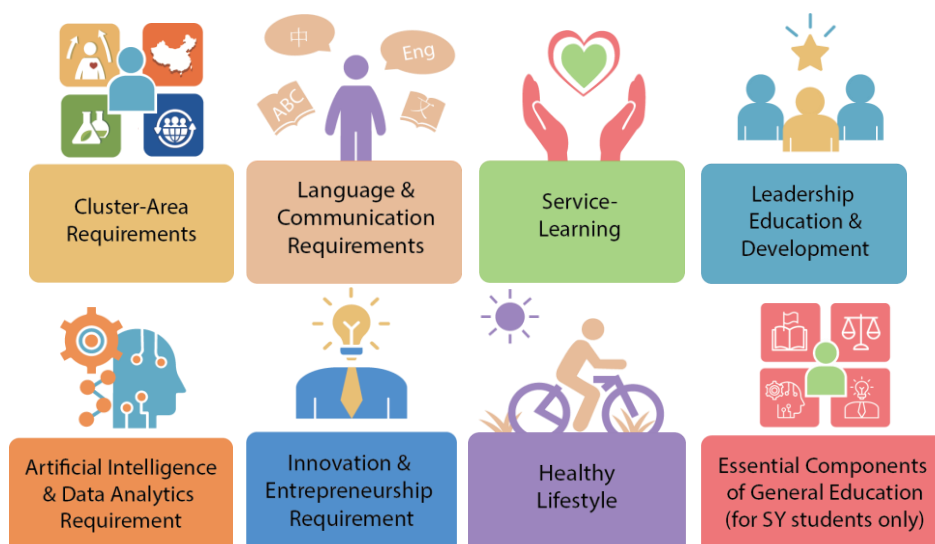 中
Eng
ABC
文
Cluster-Area
Requirements
Language &
Communication
Requirements
Service-
Learning
Leadership
Education &
Development
Artificial Intelligence
& Data Analytics
Requirement
Innovation &
Entrepreneurship
Requirement
Healthy
Lifestyle
Essential Components
of General Education
(for SY students only)